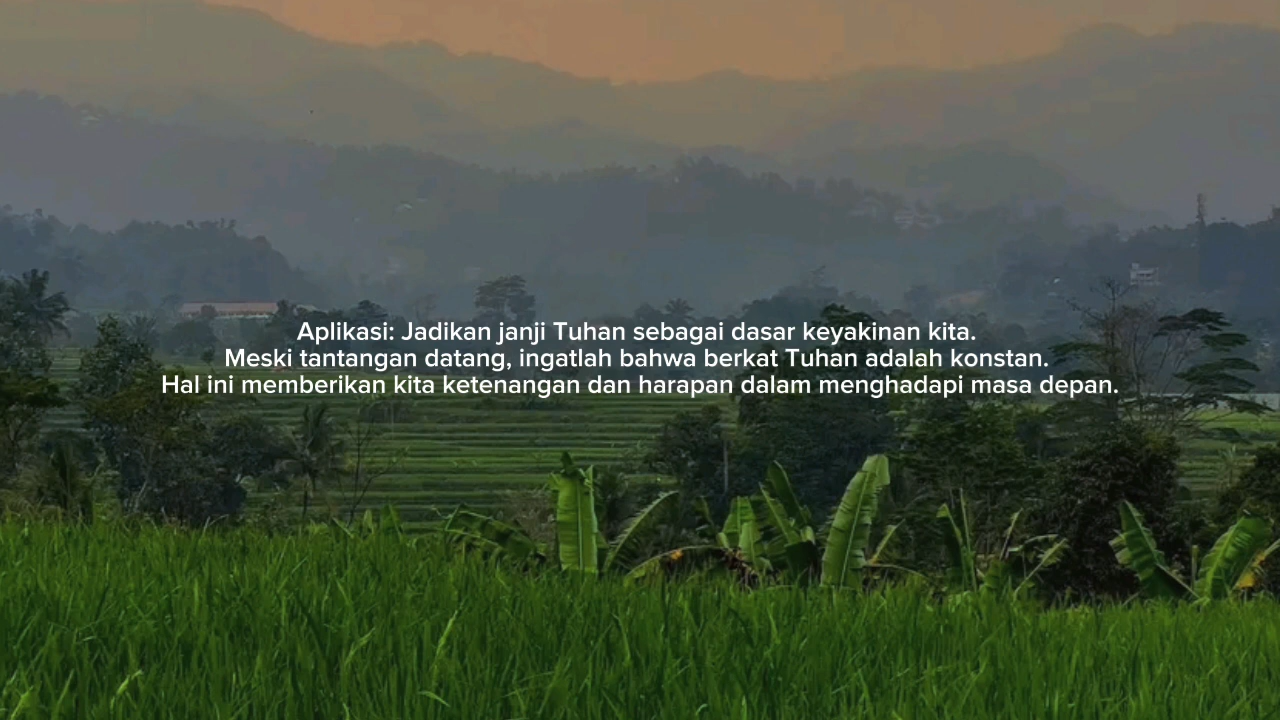 Aplikasi: Jadikan janji Tuhan sebagai dasar keyakinan kita.
Meski tantangan datang, ingatlah bahwa berkat Tuhan adalah konstan.
Hal ini memberikan kita ketenangan dan harapan dalam menghadapi masa depan.